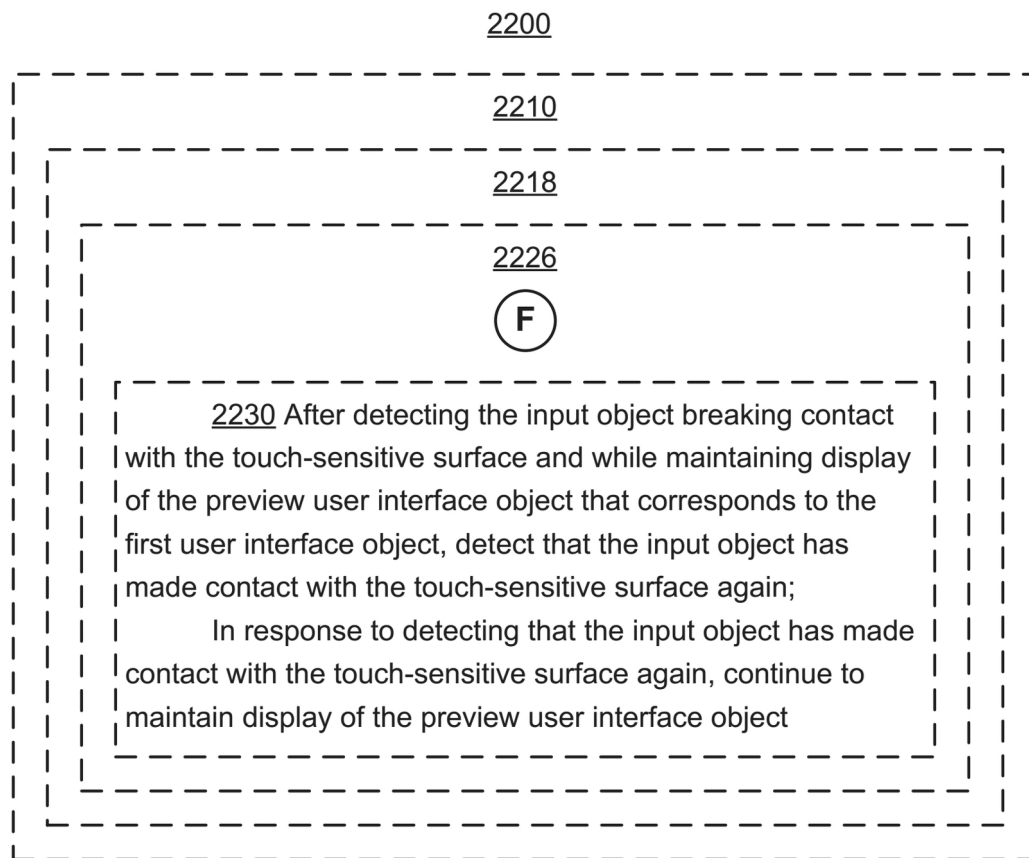 2200
2210
2218
2226
F
2230 After detecting the input object breaking contact
with the touch-sensitive surface and while maintaining display
of the preview user interface object that corresponds to the
first user interface object, detect that the input object has
made contact with the touch-sensitive surface again;
In response to detecting that the input object has made
contact with the touch-sensitive surface again, continue to
maintain display of the preview user interface object